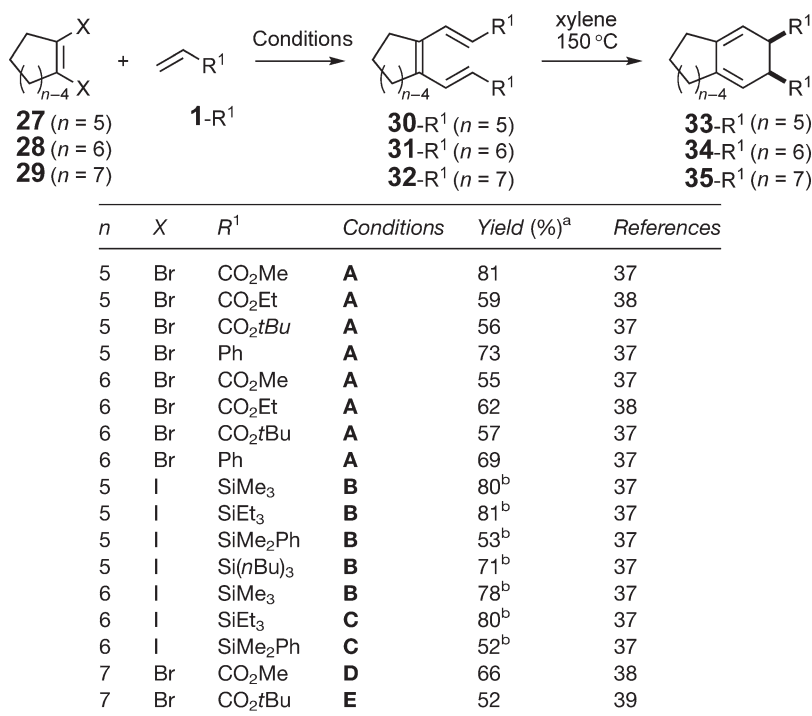 X
X
n–4
+
R¹
1-R¹
Conditions
R¹
R¹
n–4
xylene
150 °C
R¹
R¹
n–4
27 (n = 5)
28 (n = 6)
29 (n = 7)
30-R¹ (n = 5)
31-R¹ (n = 6)
32-R¹ (n = 7)
33-R¹ (n = 5)
34-R¹ (n = 6)
35-R¹ (n = 7)
n X R¹ Conditions Yield (%)ᵃ References
5 Br CO₂Me A 81 37
5 Br CO₂Et A 59 38
5 Br CO₂tBu A 56 37
5 Br Ph A 73 37
6 Br CO₂Me A 55 37
6 Br CO₂Et A 62 38
6 Br CO₂tBu A 57 37
6 Br Ph A 69 37
5 I SiMe₃ B 80ᵇ 37
5 I SiEt₃ B 81ᵇ 37
5 I SiMe₂Ph B 53ᵇ 37
5 I Si(nBu)₃ B 71ᵇ 37
6 I SiMe₃ B 78ᵇ 37
6 I SiEt₃ C 80ᵇ 37
6 I SiMe₂Ph C 52ᵇ 37
7 Br CO₂Me D 66 38
7 Br CO₂tBu E 52 39